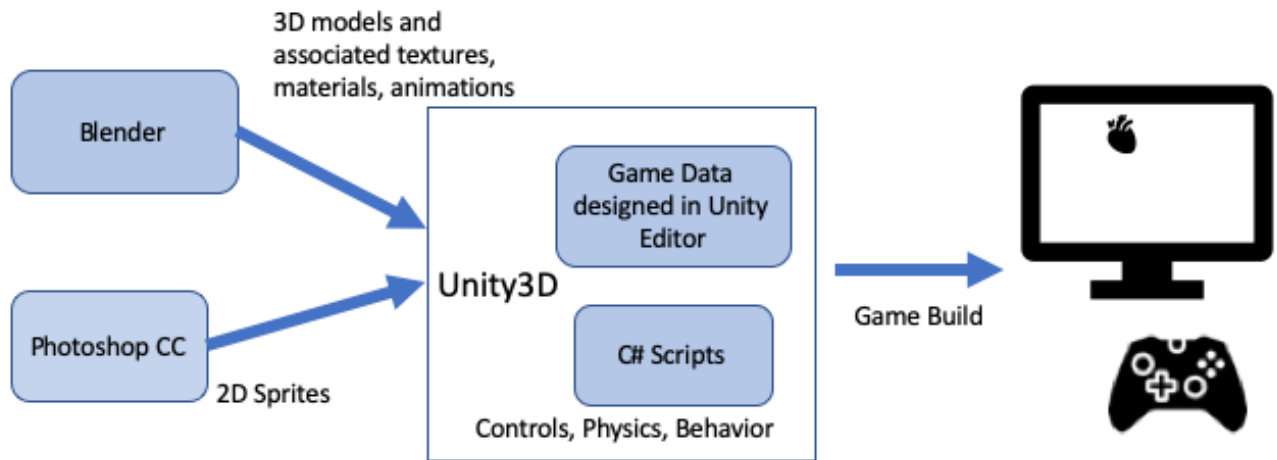 3D models and
associated textures,
materials, animations
Blender
Photoshop CC
2D Sprites
Unity3D
Game Data
designed in Unity
Editor
C# Scripts
Controls, Physics, Behavior
Game Build